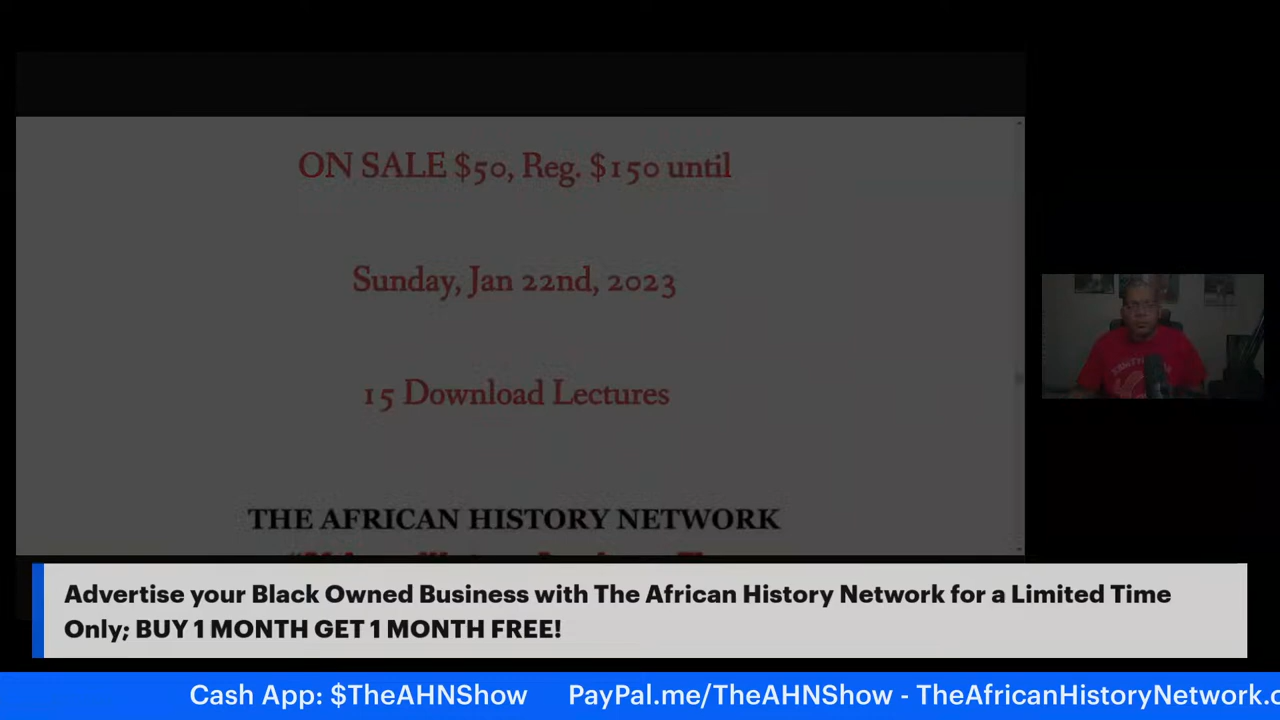 ON SALE $50, Reg. $150 until
Sunday, Jan 22nd, 2023
15 Download Lectures
THE AFRICAN HISTORY NETWORK
Advertise your Black Owned Business with The African History Network for a Limited Time
Only; BUY 1 MONTH GET 1 MONTH FREE!
Cash App: $TheAHNShow PayPal.me/TheAHNShow - TheAfricanHistoryNetwork.c